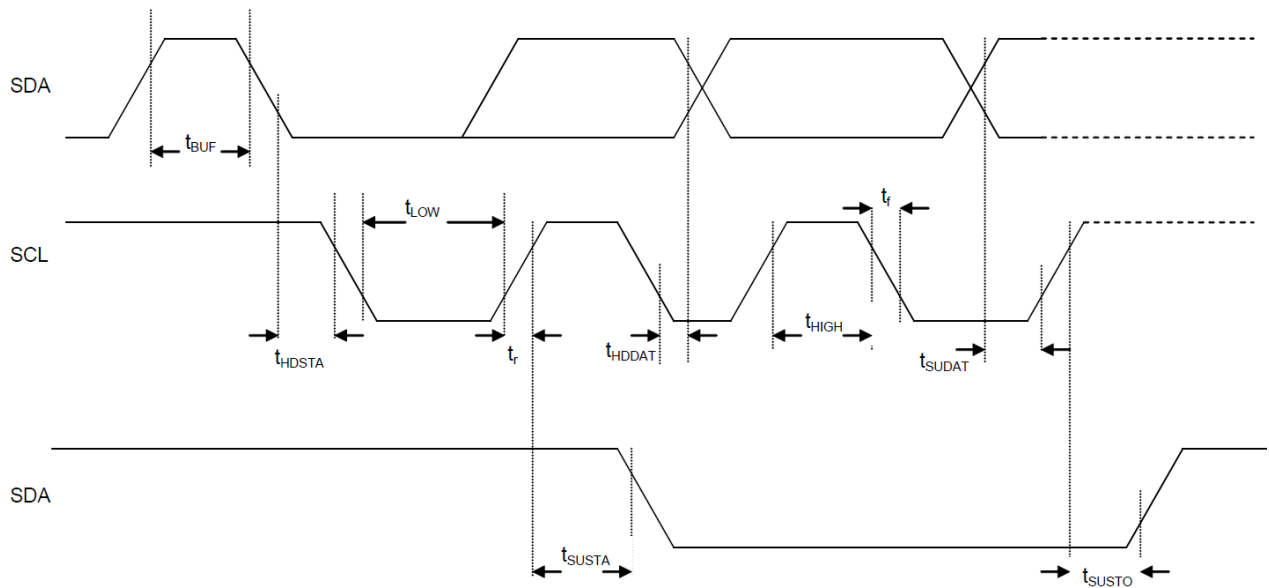 SDA
tBUF
tLOW
tf
SCL
tHDSTA
tr
tHDDAT
tHIGH
tSUDAT
SDA
tSUSTA
tSUSTO